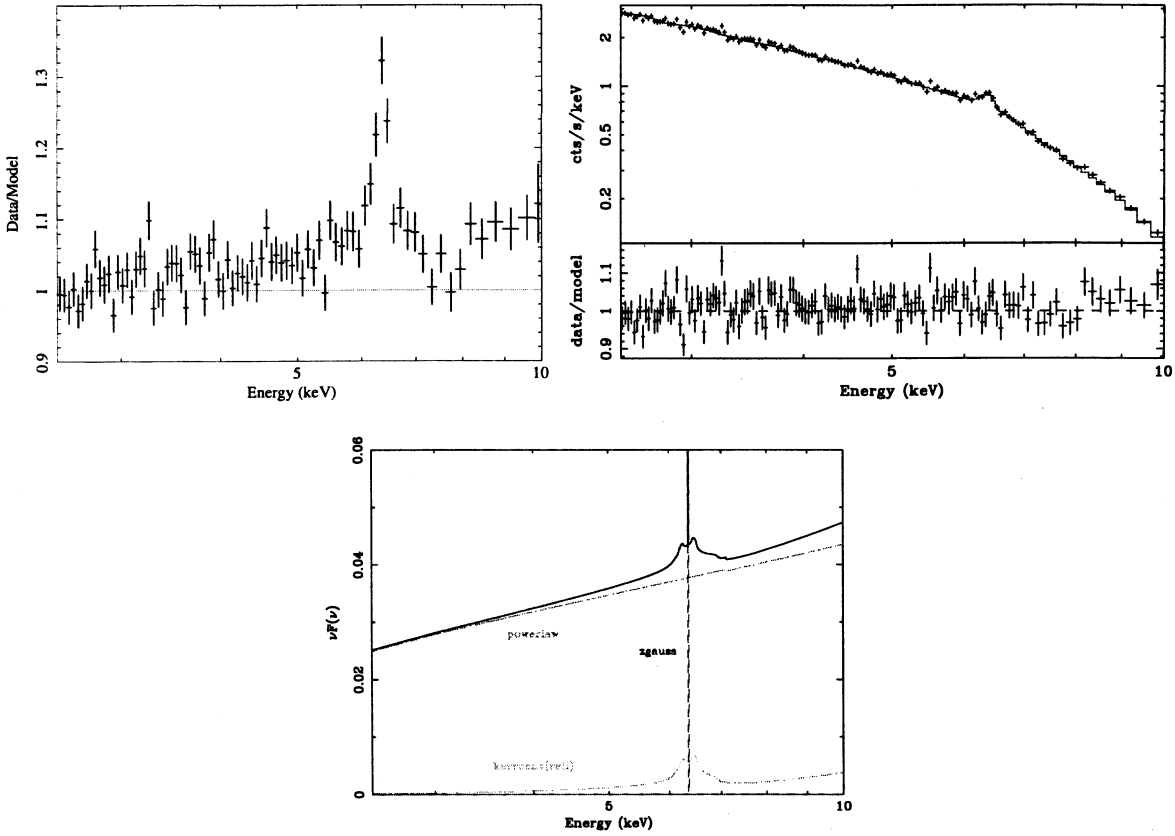 Data/Model
1.3
1.2
1.1
1
0.9
5
10
Energy (keV)
cts/s/keV
2
1
0.5
0.2
data/model
1.1
1
0.9
5
10
Energy (keV)
νF(ν)
0.06
0.04
0.02
0
powerlaw
zgauss
5
10
Energy (keV)